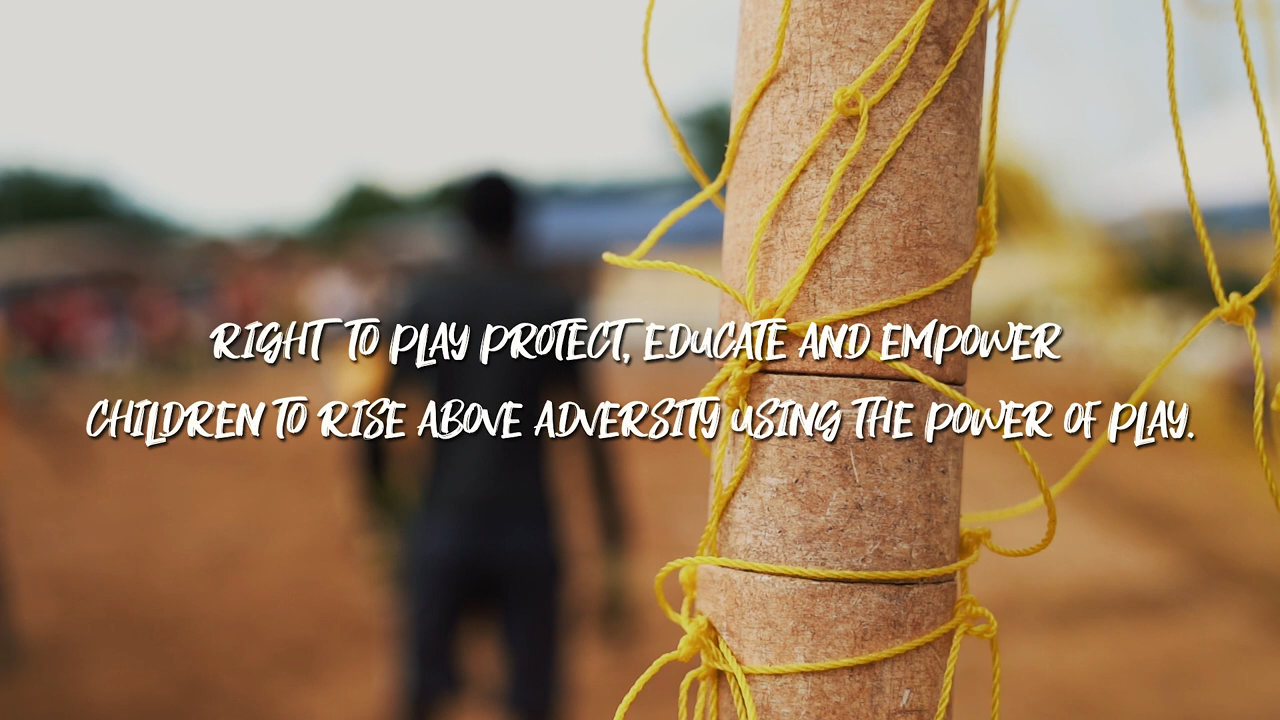 RIGHT TO PLAY PROTECT, EDUCATE AND EMPOWER
CHILDREN TO RISE ABOVE ADVERSITY USING THE POWER OF PLAY.